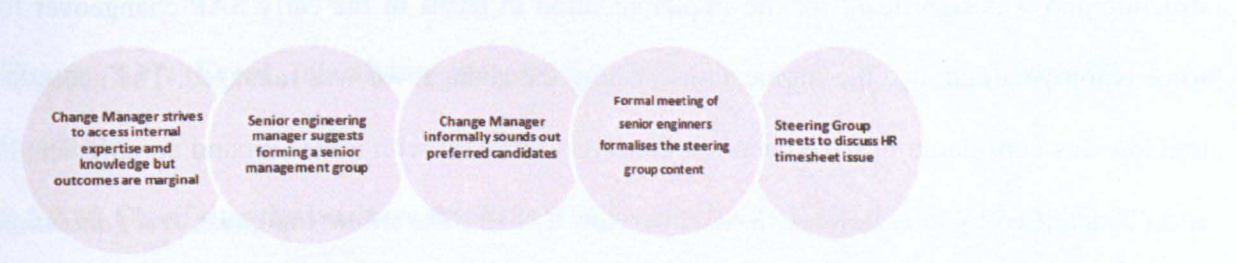 Change Manager strives
to access internal
expertise and
knowledge but
outcomes are marginal
Senior engineering
manager suggests
forming a senior
management group
Change Manager
informally sounds out
preferred candidates
Formal meeting of
senior enginners
formalises the steering
group content
Steering Group
meets to discuss HR
timesheet issue